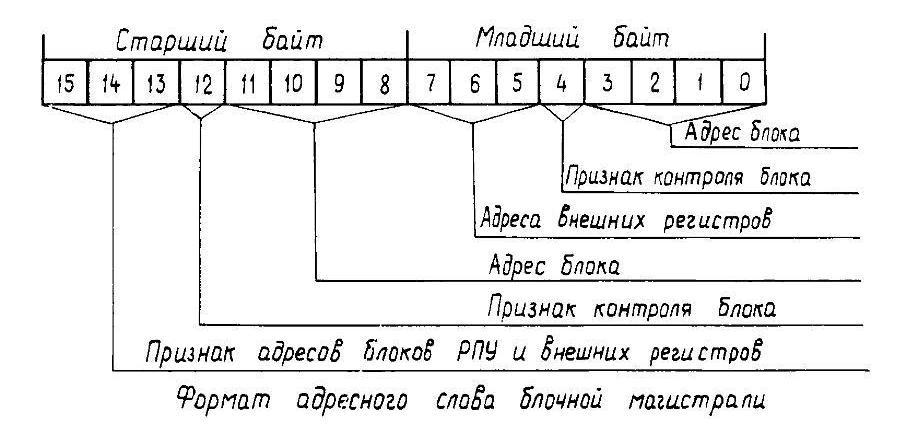 Старший байт Младший байт
15 14 13 12 11 10 9 8 7 6 5 4 3 2 1 0
Адрес блока
Признак контроля блока
Адреса внешних регистров
Адрес блока
Признак контроля блока
Признак адресов блоков РПУ и внешних регистров
Формат адресного слова блочной магистрали